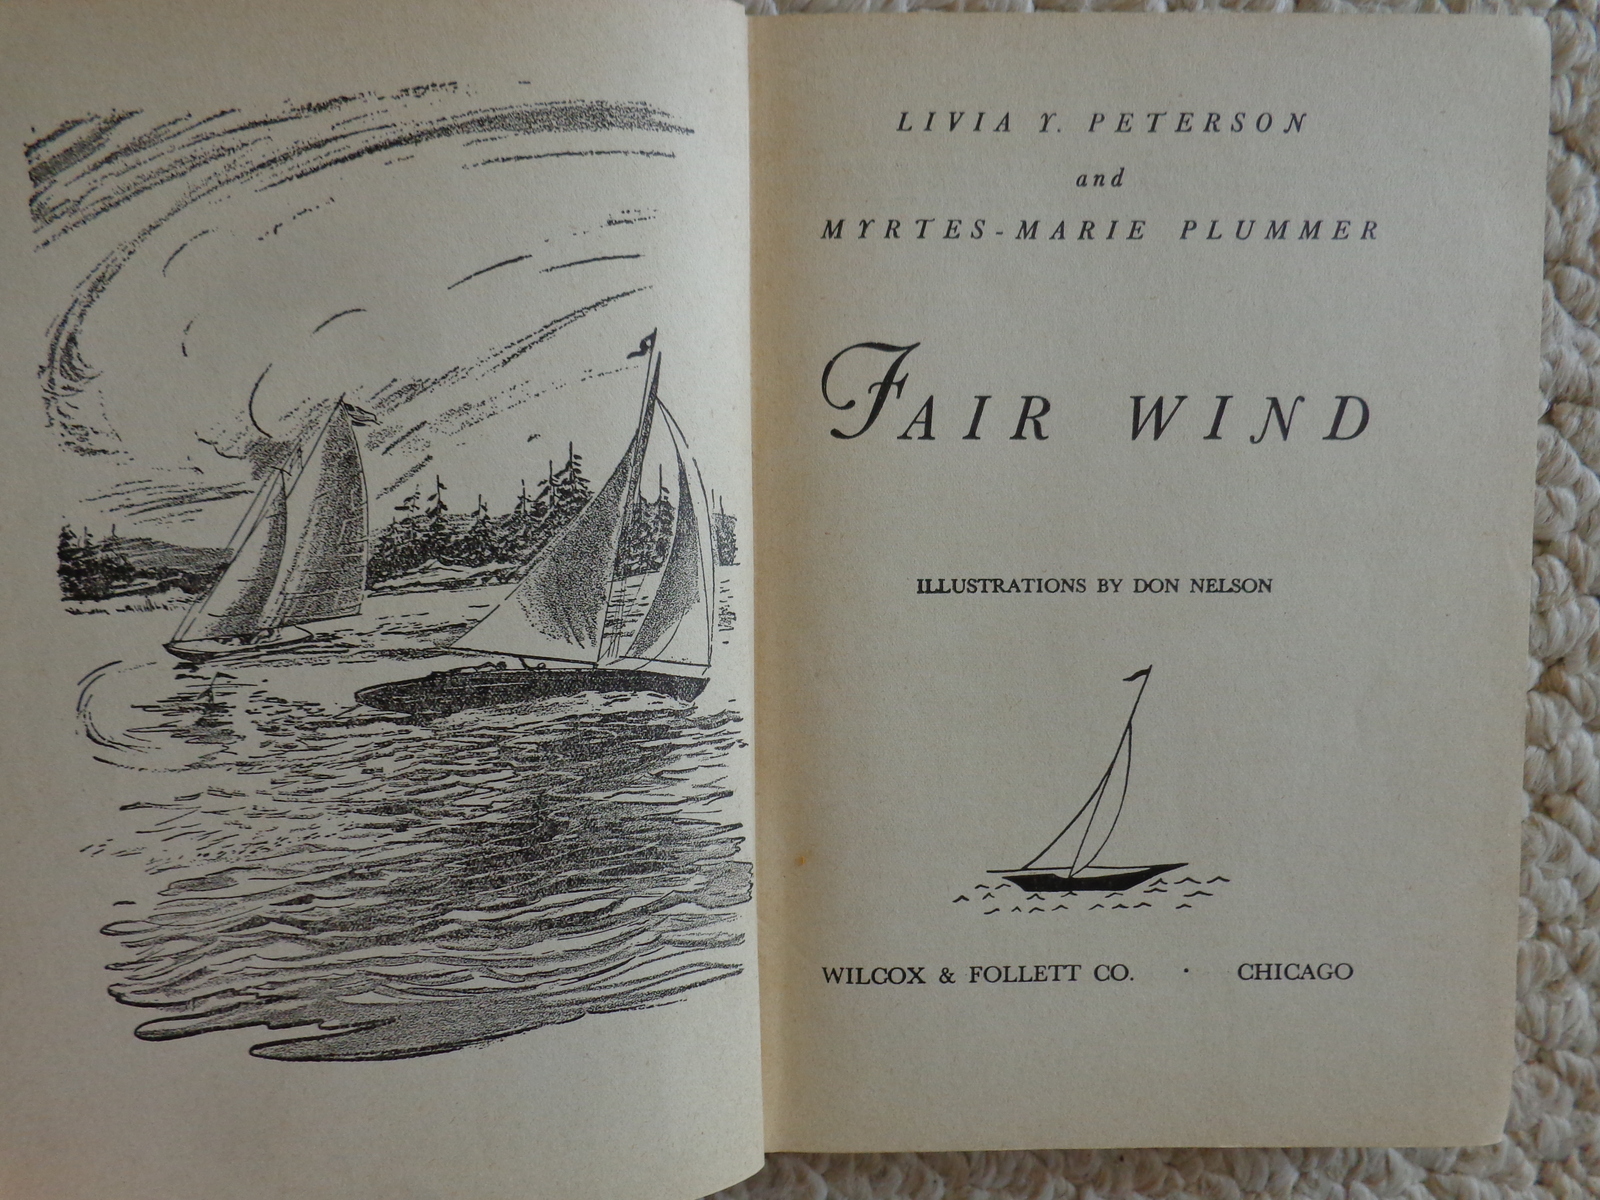 LIVIA Y. PETERSON
and
MYRTES-MARIE PLUMMER
FAIR WIND
ILLUSTRATIONS BY DON NELSON
WILCOX & FOLLETT CO. · CHICAGO